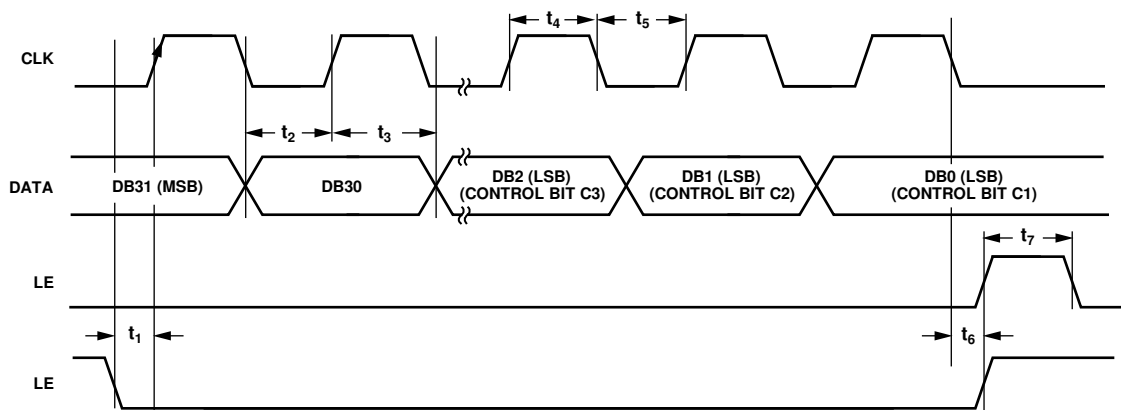 t4 t5
CLK
t2 t3
DATA
DB31 (MSB)
DB30
DB2 (LSB)
(CONTROL BIT C3)
DB1 (LSB)
(CONTROL BIT C2)
DB0 (LSB)
(CONTROL BIT C1)
t7
LE
t1
t6
LE